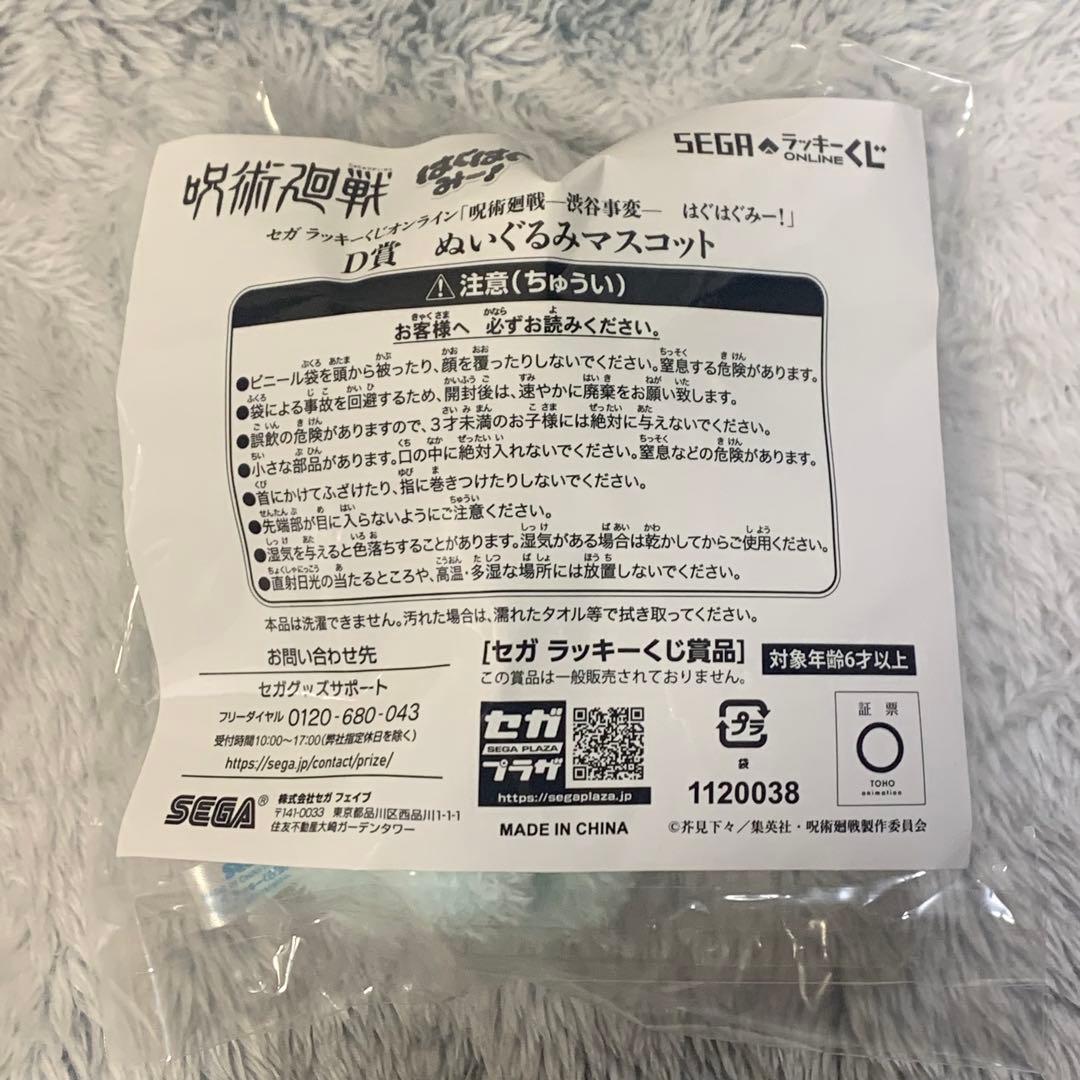 呪術廻戦
はぐはぐみー!
SEGA ラッキーくじ ONLINE
セガ ラッキーくじオンライン「呪術廻戦―渋谷事変― はぐはぐみー!」
D賞 ぬいぐるみマスコット
注意(ちゅうい)
お客様へ 必ずお読みください。
●ビニール袋を頭から被ったり、顔を覆ったりしないでください。窒息する危険があります。
●袋による事故を回避するため、開封後は、速やかに廃棄をお願い致します。
●誤飲の危険がありますので、3才未満のお子様には絶対に与えないでください。
●小さな部品があります。口の中に絶対入れないでください。窒息などの危険があります。
●首にかけてふざけたり、指に巻きつけたりしないでください。
●先端部が目に入らないようにご注意ください。
●湿気を与えると色落ちすることがあります。湿気がある場合は乾かしてからご使用ください。
●直射日光の当たるところや、高温・多湿な場所には放置しないでください。
本品は洗濯できません。汚れた場合は、濡れたタオル等で拭き取ってください。
お問い合わせ先
セガグッズサポート
フリーダイヤル 0120-680-043
受付時間10:00〜17:00(弊社指定休日を除く)
https://sega.jp/contact/prize/
SEGA®
株式会社セガ フェイブ
〒141-0033 東京都品川区西品川1-1-1
住友不動産大崎ガーデンタワー
[セガ ラッキーくじ賞品]
この賞品は一般販売されておりません。
対象年齢6才以上
セガ
SEGA PLAZA
プラザ
https://segaplaza.jp
MADE IN CHINA
プラ
袋
1120038
証票
TOHO
animation
©芥見下々/集英社・呪術廻戦製作委員会